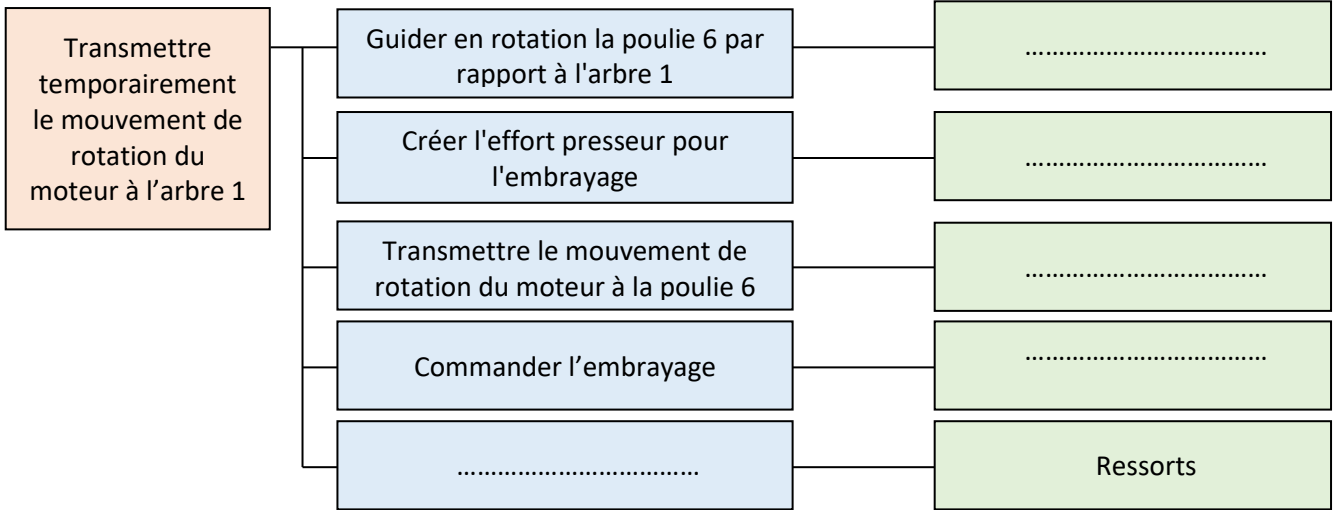 Transmettre
temporairement
le mouvement de
rotation du
moteur à l’arbre 1
Guider en rotation la poulie 6 par
rapport à l'arbre 1
.......................................
Créer l'effort presseur pour
l'embrayage
.......................................
Transmettre le mouvement de
rotation du moteur à la poulie 6
.......................................
Commander l’embrayage
.......................................
.......................................
Ressorts